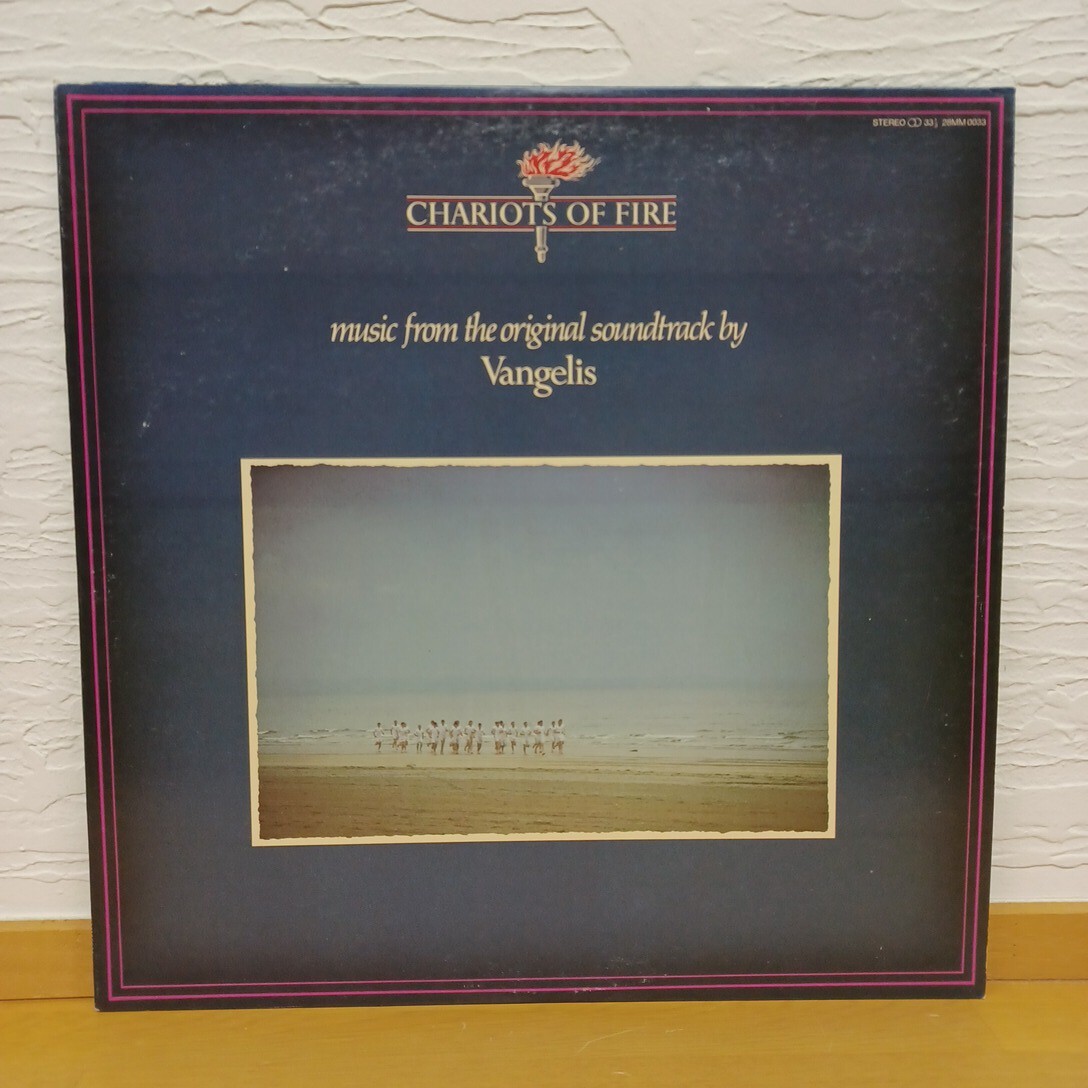 STEREO 33⅓ 28MM 0033
CHARIOTS OF FIRE
music from the original soundtrack by
Vangelis